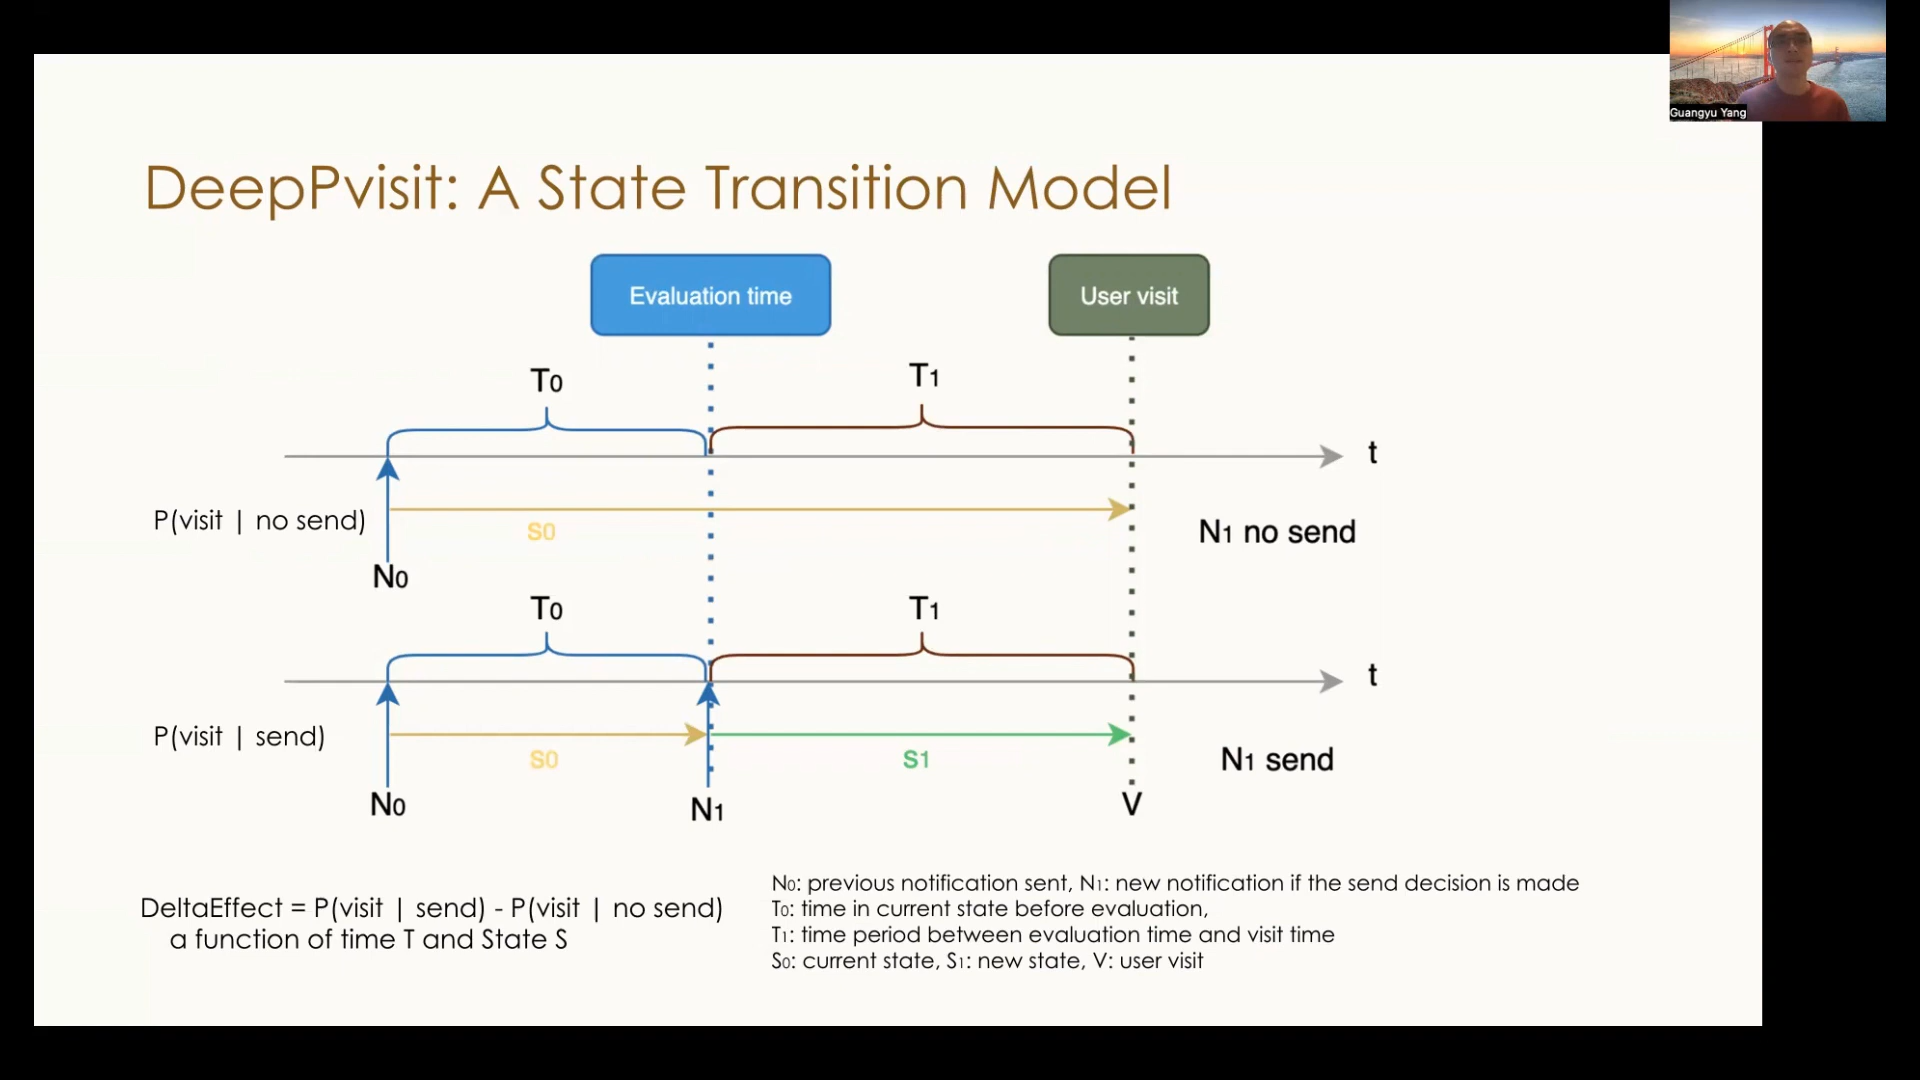 Guangyu Yang
DeepPvisit: A State Transition Model
Evaluation time
User visit
T0
T1
t
P(visit | no send)
S0
N1 no send
N0
T0
T1
t
P(visit | send)
S0
S1
N1 send
N0
N1
V
DeltaEffect = P(visit | send) - P(visit | no send)
a function of time T and State S
N0: previous notification sent, N1: new notification if the send decision is made
T0: time in current state before evaluation,
T1: time period between evaluation time and visit time
S0: current state, S1: new state, V: user visit